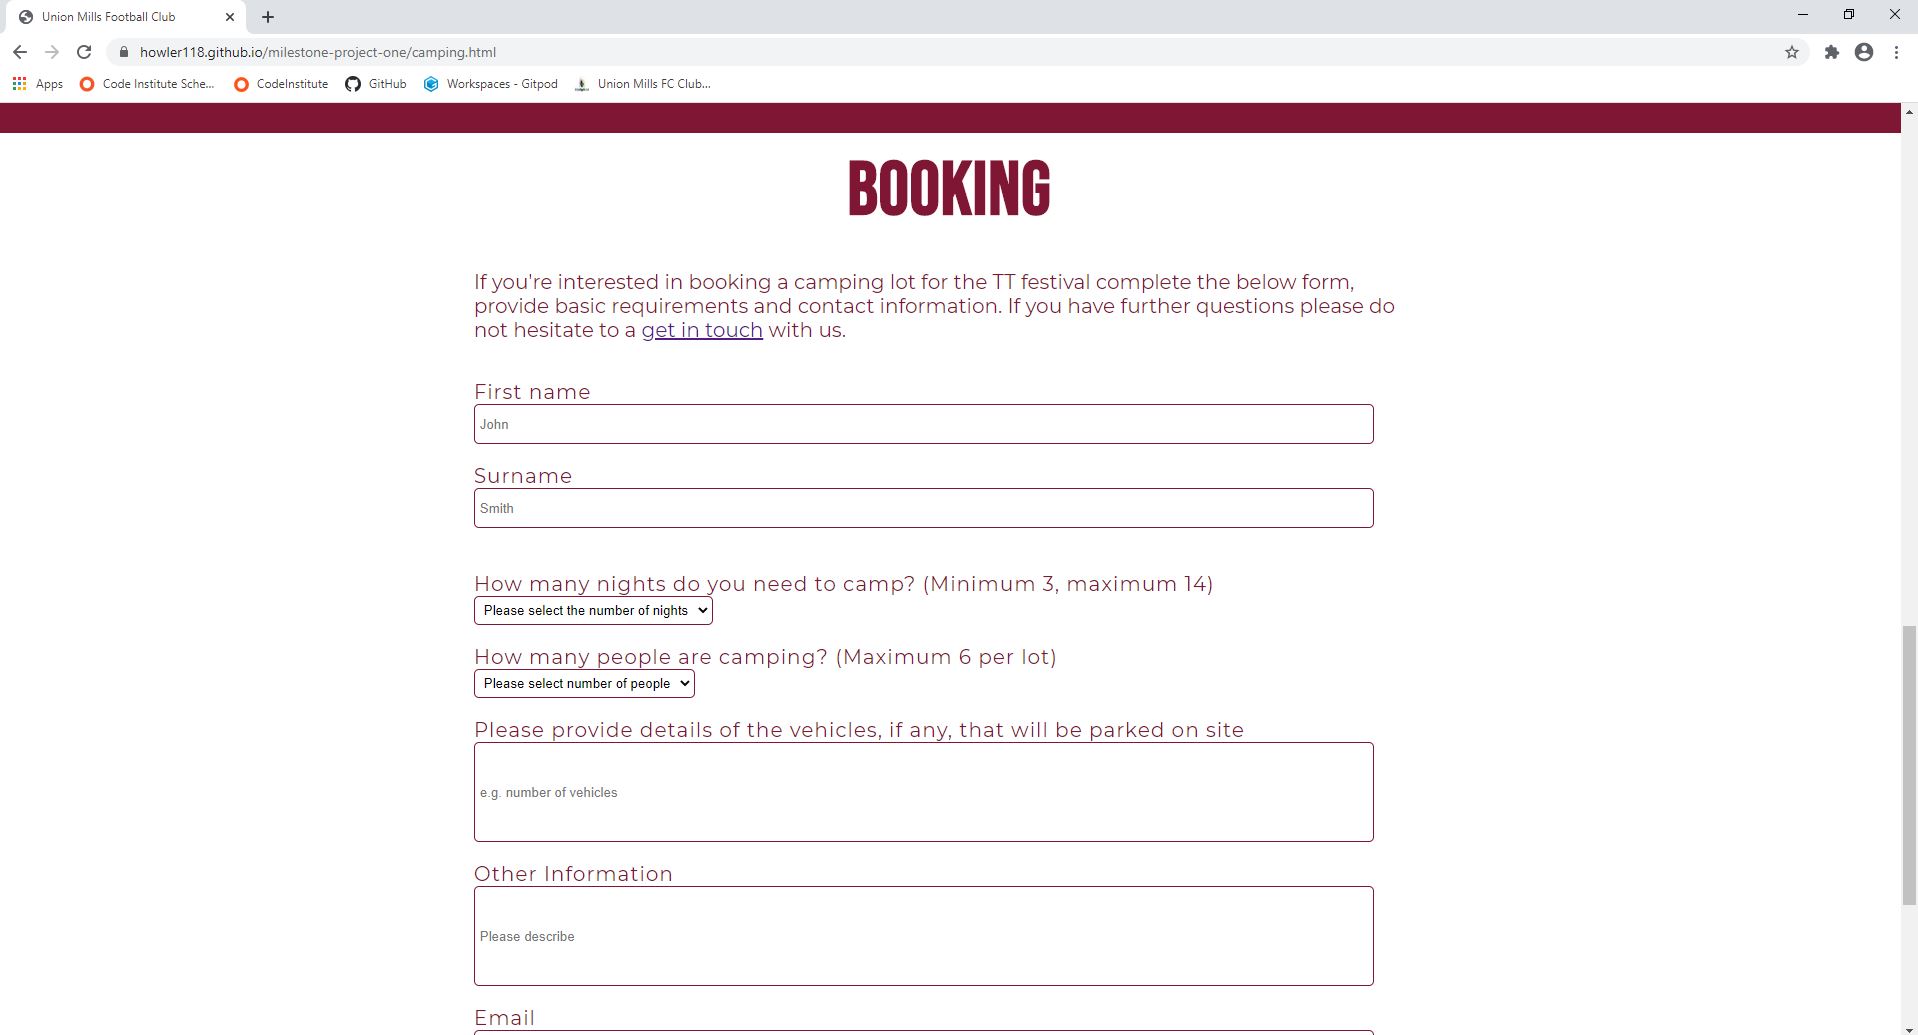 Union Mills Football Club
howler118.github.io/milestone-project-one/camping.html
Apps Code Institute Sche... CodeInstitute GitHub Workspaces - Gitpod Union Mills FC Club...
BOOKING
If you're interested in booking a camping lot for the TT festival complete the below form,
provide basic requirements and contact information. If you have further questions please do
not hesitate to a get in touch with us.
First name
John
Surname
Smith
How many nights do you need to camp? (Minimum 3, maximum 14)
Please select the number of nights
How many people are camping? (Maximum 6 per lot)
Please select number of people
Please provide details of the vehicles, if any, that will be parked on site
e.g. number of vehicles
Other Information
Please describe
Email